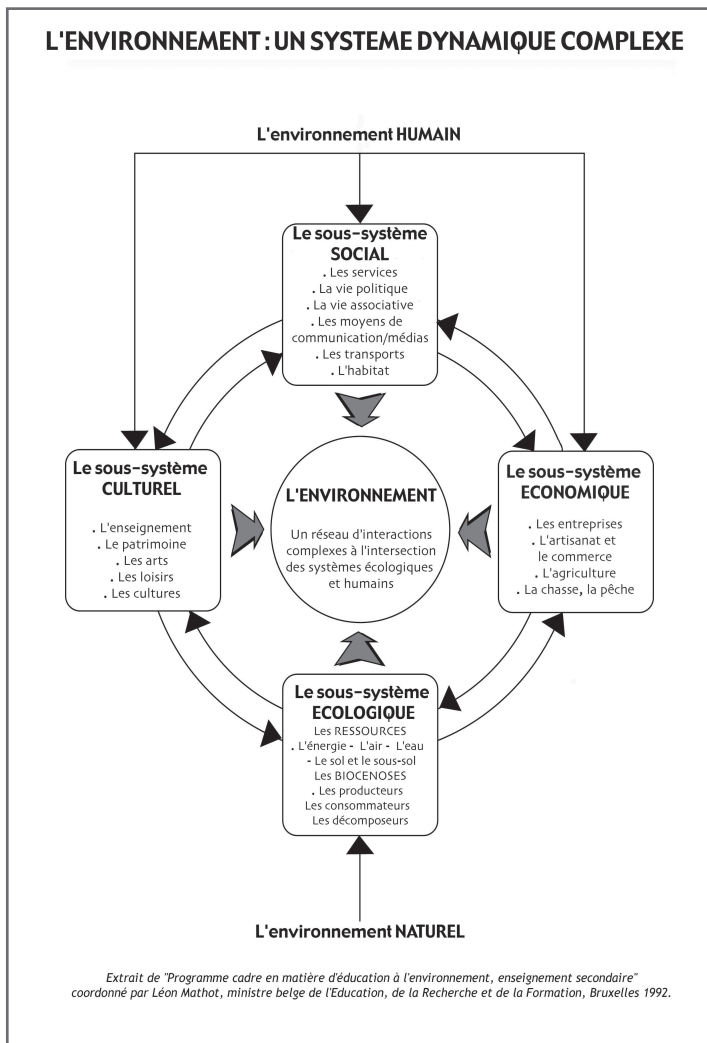 L'ENVIRONNEMENT : UN SYSTEME DYNAMIQUE COMPLEXE
L'environnement HUMAIN
Le sous-système
SOCIAL
. Les services
. La vie politique
. La vie associative
. Les moyens de
communication/médias
. Les transports
. L'habitat
Le sous-système
CULTUREL
. L'enseignement
. Le patrimoine
. Les arts
. Les loisirs
. Les cultures
L'ENVIRONNEMENT
Un réseau d'interactions
complexes à l'intersection
des systèmes écologiques
et humains
Le sous-système
ECONOMIQUE
. Les entreprises
. L'artisanat et
le commerce
. L'agriculture
. La chasse, la pêche
Le sous-système
ECOLOGIQUE
Les RESSOURCES
. L'énergie - L'air - L'eau
- Le sol et le sous-sol
Les BIOCENOSES
. Les producteurs
Les consommateurs
Les décomposeurs
L'environnement NATUREL
Extrait de "Programme cadre en matière d'éducation à l'environnement, enseignement secondaire"
coordonné par Léon Mathot, ministre belge de l'Education, de la Recherche et de la Formation, Bruxelles 1992.